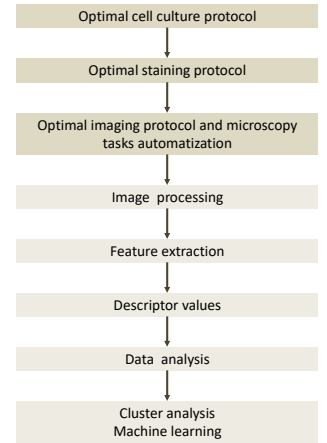 Optimal cell culture protocol
Optimal staining protocol
Optimal imaging protocol and microscopy
tasks automatization
Image processing
Feature extraction
Descriptor values
Data analysis
Cluster analysis
Machine learning